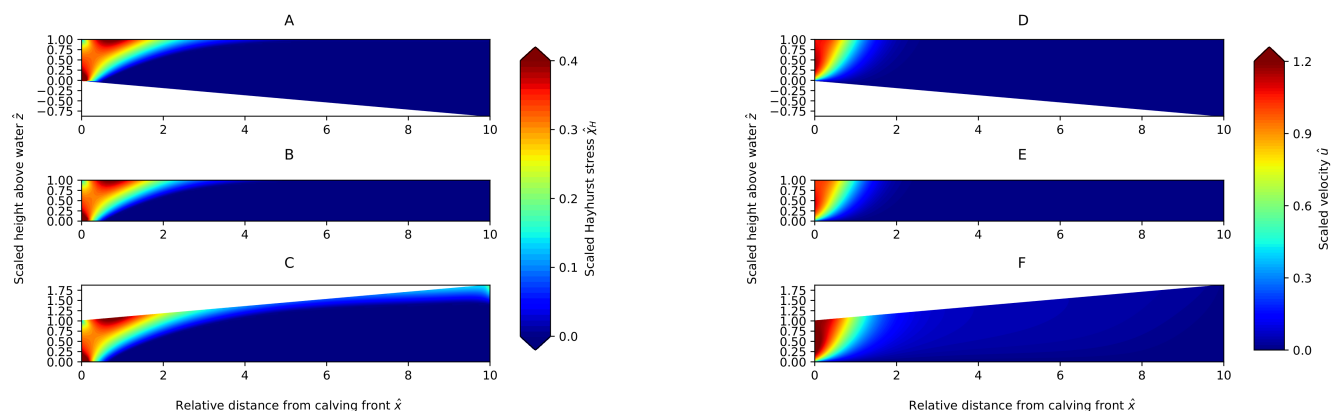 A
1.00
0.75
0.50
0.25
0.00
−0.25
−0.50
−0.75
0 2 4 6 8 10
B
1.00
0.75
0.50
0.25
0.00
0 2 4 6 8 10
C
1.75
1.50
1.25
1.00
0.75
0.50
0.25
0.00
0 2 4 6 8 10
Scaled height above water ẑ
Relative distance from calving front x̂
0.4
0.3
0.2
0.1
0.0
Scaled Hayhurst stress χ̂_H
D
1.00
0.75
0.50
0.25
0.00
−0.25
−0.50
−0.75
0 2 4 6 8 10
E
1.00
0.75
0.50
0.25
0.00
0 2 4 6 8 10
F
1.75
1.50
1.25
1.00
0.75
0.50
0.25
0.00
0 2 4 6 8 10
Scaled height above water ẑ
Relative distance from calving front x̂
1.2
0.9
0.6
0.3
0.0
Scaled velocity û